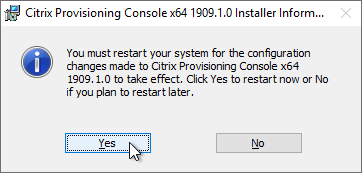 Citrix Provisioning Console x64 1909.1.0 Installer Inform...
You must restart your system for the configuration
changes made to Citrix Provisioning Console x64
1909.1.0 to take effect. Click Yes to restart now or No
if you plan to restart later.
Yes No